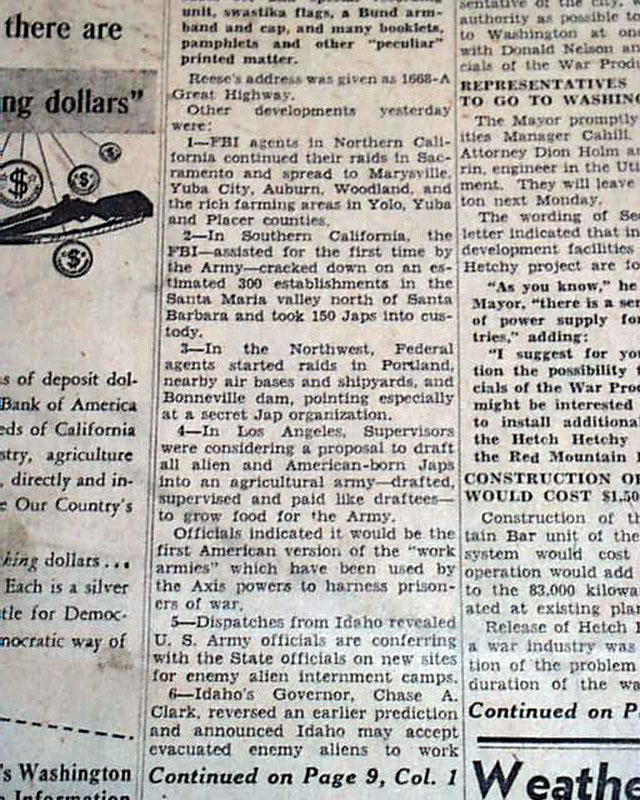 there are
ng dollars"
$
$
$
s of deposit dol-
Bank of America
eds of California
stry, agriculture
, directly and in-
e Our Country's
king dollars...
Each is a silver
tle for Democ-
nocratic way of
's Washington
Information
unit, swastika flags, a Bund arm-
band and cap, and many booklets,
pamphlets and other "peculiar"
printed matter.
Reese's address was given as 1668-A
Great Highway.
Other developments yesterday
were:
1—FBI agents in Northern Cali-
fornia continued their raids in Sac-
ramento and spread to Marysville,
Yuba City, Auburn, Woodland, and
the rich farming areas in Yolo, Yuba
and Placer counties.
2—In Southern California, the
FBI—assisted for the first time by
the Army—cracked down on an es-
timated 300 establishments in the
Santa Maria valley north of Santa
Barbara and took 150 Japs into cus-
tody.
3—In the Northwest, Federal
agents started raids in Portland,
nearby air bases and shipyards, and
Bonneville dam, pointing especially
at a secret Jap organization.
4—In Los Angeles, Supervisors
were considering a proposal to draft
all alien and American-born Japs
into an agricultural army—drafted,
supervised and paid like draftees—
to grow food for the Army.
Officials indicated it would be the
first American version of the "work
armies" which have been used by
the Axis powers to harness prison-
ers of war.
5—Dispatches from Idaho revealed
U. S. Army officials are conferring
with the State officials on new sites
for enemy alien internment camps.
6—Idaho's Governor, Chase A.
Clark, reversed an earlier prediction
and announced Idaho may accept
evacuated enemy aliens to work
Continued on Page 9, Col. 1
sentative of the city,
authority as possible to
to Washington at on
with Donald Nelson an
cials of the War Produ
REPRESENTATIVES
TO GO TO WASHING
The Mayor promptly
ities Manager Cahill,
Attorney Dion Holm an
rin, engineer in the Uti
ment. They will leave
ton next Monday.
The wording of Sec
letter indicated that in
development facilities
Hetchy project are fo
"As you know," he
Mayor, "there is a ser
of power supply for
tries," adding:
"I suggest for yo
tion the possibility t
cials of the War Pro
might be interested
to install additional
the Hetch Hetchy
the Red Mountain
CONSTRUCTION OF
WOULD COST $1,50
Construction of th
tain Bar unit of the
system would cost
operation would add
to the 83,000 kilowa
ated at existing pla
Release of Hetch H
a war industry was
tion of the problem
duration of the wa
Continued on P
Weathe